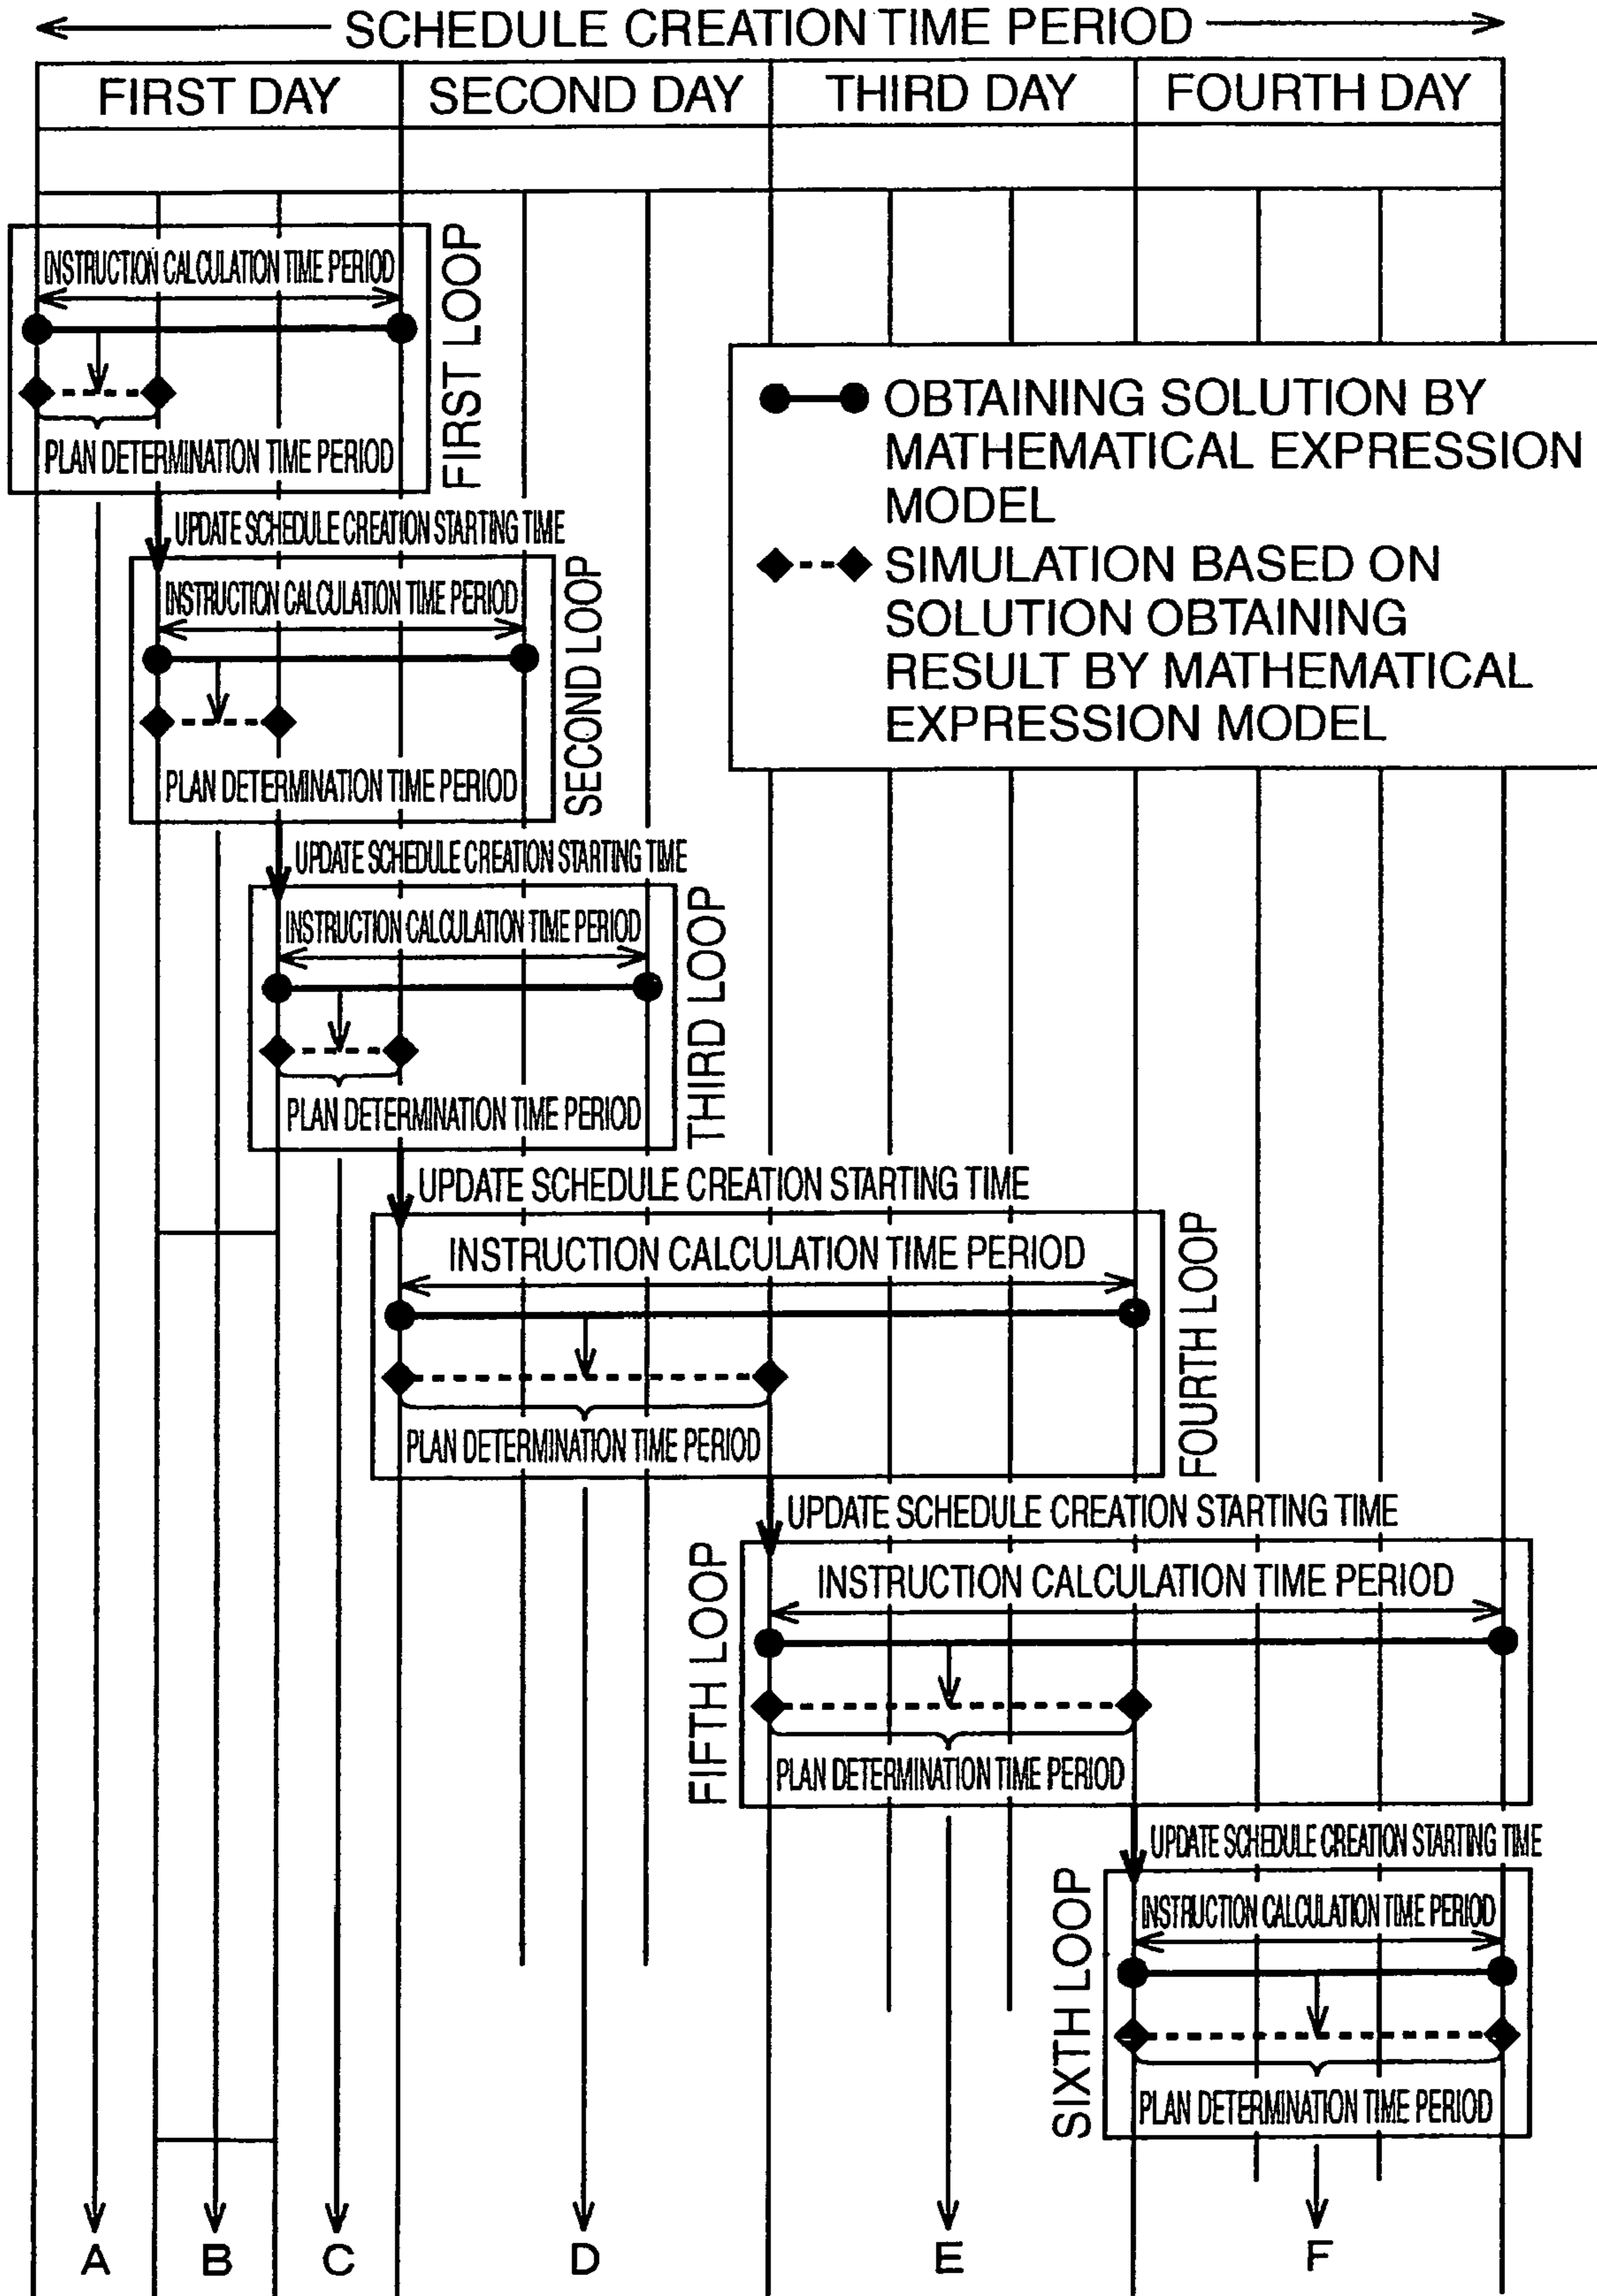 SCHEDULE CREATION TIME PERIOD
FIRST DAY
SECOND DAY
THIRD DAY
FOURTH DAY
INSTRUCTION CALCULATION TIME PERIOD
PLAN DETERMINATION TIME PERIOD
FIRST LOOP
OBTAINING SOLUTION BY
MATHEMATICAL EXPRESSION
MODEL
SIMULATION BASED ON
SOLUTION OBTAINING
RESULT BY MATHEMATICAL
EXPRESSION MODEL
UPDATE SCHEDULE CREATION STARTING TIME
INSTRUCTION CALCULATION TIME PERIOD
PLAN DETERMINATION TIME PERIOD
SECOND LOOP
UPDATE SCHEDULE CREATION STARTING TIME
INSTRUCTION CALCULATION TIME PERIOD
PLAN DETERMINATION TIME PERIOD
THIRD LOOP
UPDATE SCHEDULE CREATION STARTING TIME
INSTRUCTION CALCULATION TIME PERIOD
PLAN DETERMINATION TIME PERIOD
FOURTH LOOP
UPDATE SCHEDULE CREATION STARTING TIME
FIFTH LOOP
INSTRUCTION CALCULATION TIME PERIOD
PLAN DETERMINATION TIME PERIOD
UPDATE SCHEDULE CREATION STARTING TIME
SIXTH LOOP
INSTRUCTION CALCULATION TIME PERIOD
PLAN DETERMINATION TIME PERIOD
A
B
C
D
E
F